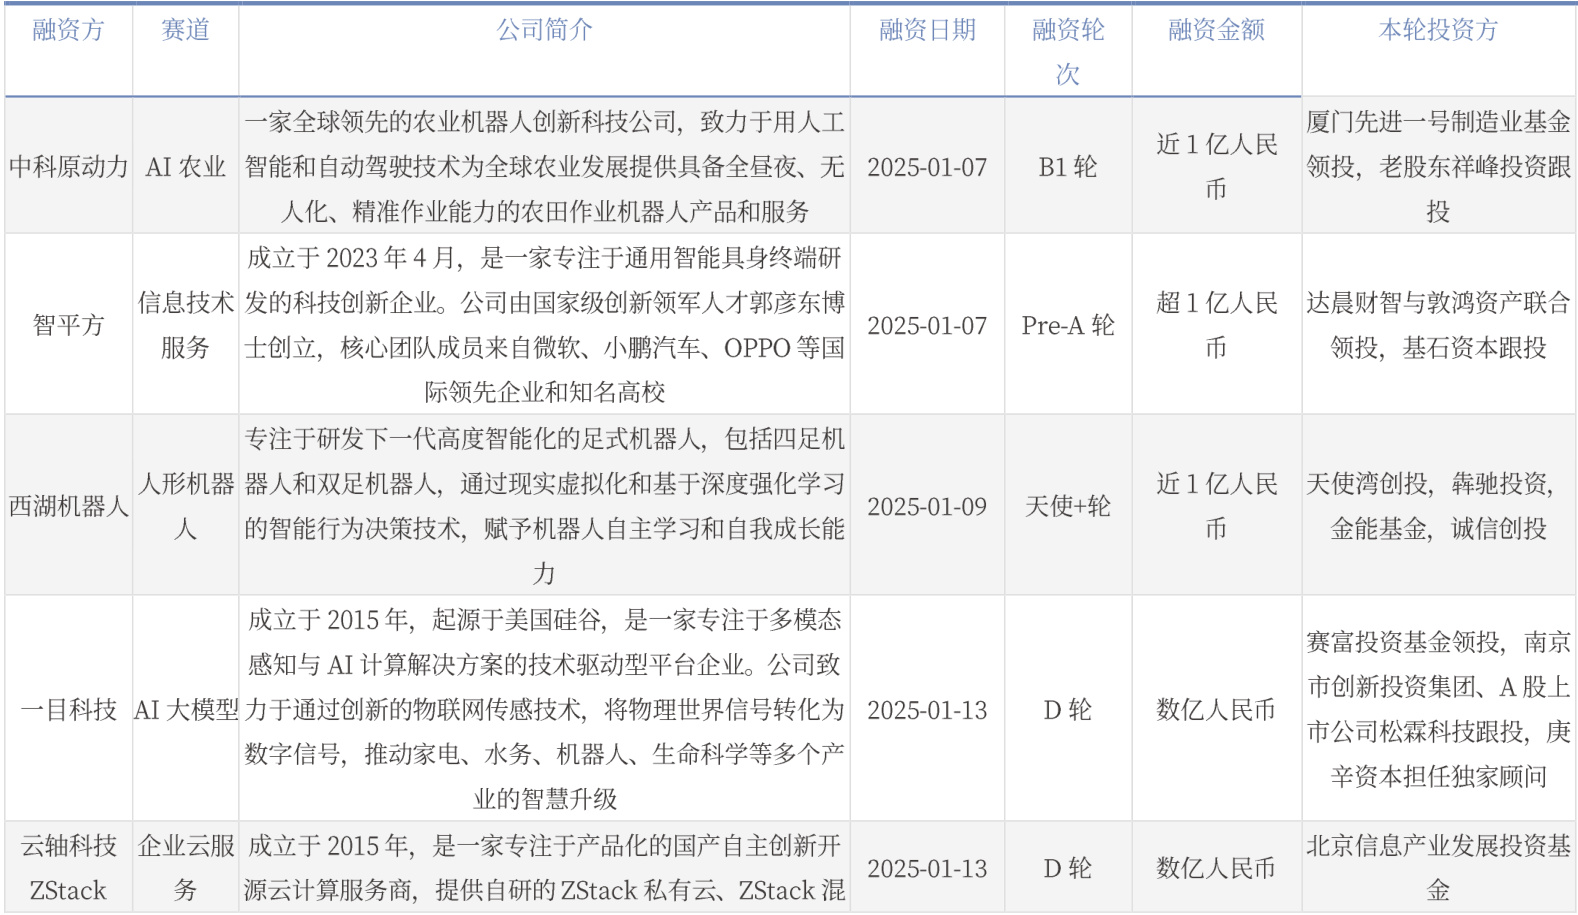 融资方 赛道 公司简介 融资日期 融资轮次 融资金额 本轮投资方
中科原动力 AI 农业 一家全球领先的农业机器人创新科技公司，致力于用人工
智能和自动驾驶技术为全球农业发展提供具备全昼夜、无
人化、精准作业能力的农田作业机器人产品和服务 2025-01-07 B1 轮 近 1 亿人民
币 厦门先进一号制造业基金
领投，老股东祥峰投资跟
投
智平方 信息技术
服务 成立于 2023 年 4 月，是一家专注于通用智能具身终端研
发的科技创新企业。公司由国家级创新领军人才郭彦东博
士创立，核心团队成员来自微软、小鹏汽车、OPPO 等国
际领先企业和知名高校 2025-01-07 Pre-A 轮 超 1 亿人民
币 达晨财智与敦鸿资产联合
领投，基石资本跟投
西湖机器人 人形机器
人 专注于研发下一代高度智能化的足式机器人，包括四足机
器人和双足机器人，通过现实虚拟化和基于深度强化学习
的智能行为决策技术，赋予机器人自主学习和自我成长能
力 2025-01-09 天使+轮 近 1 亿人民
币 天使湾创投，犇驰投资，
金能基金，诚信创投
一目科技 AI 大模型 成立于 2015 年，起源于美国硅谷，是一家专注于多模态
感知与 AI 计算解决方案的技术驱动型平台企业。公司致
力于通过创新的物联网传感技术，将物理世界信号转化为
数字信号，推动家电、水务、机器人、生命科学等多个产
业的智慧升级 2025-01-13 D 轮 数亿人民币 赛富投资基金领投，南京
市创新投资集团、A 股上
市公司松霖科技跟投，庚
辛资本担任独家顾问
云轴科技
ZStack 企业云服
务 成立于 2015 年，是一家专注于产品化的国产自主创新开
源云计算服务商，提供自研的 ZStack 私有云、ZStack 混 2025-01-13 D 轮 数亿人民币 北京信息产业发展投资基
金